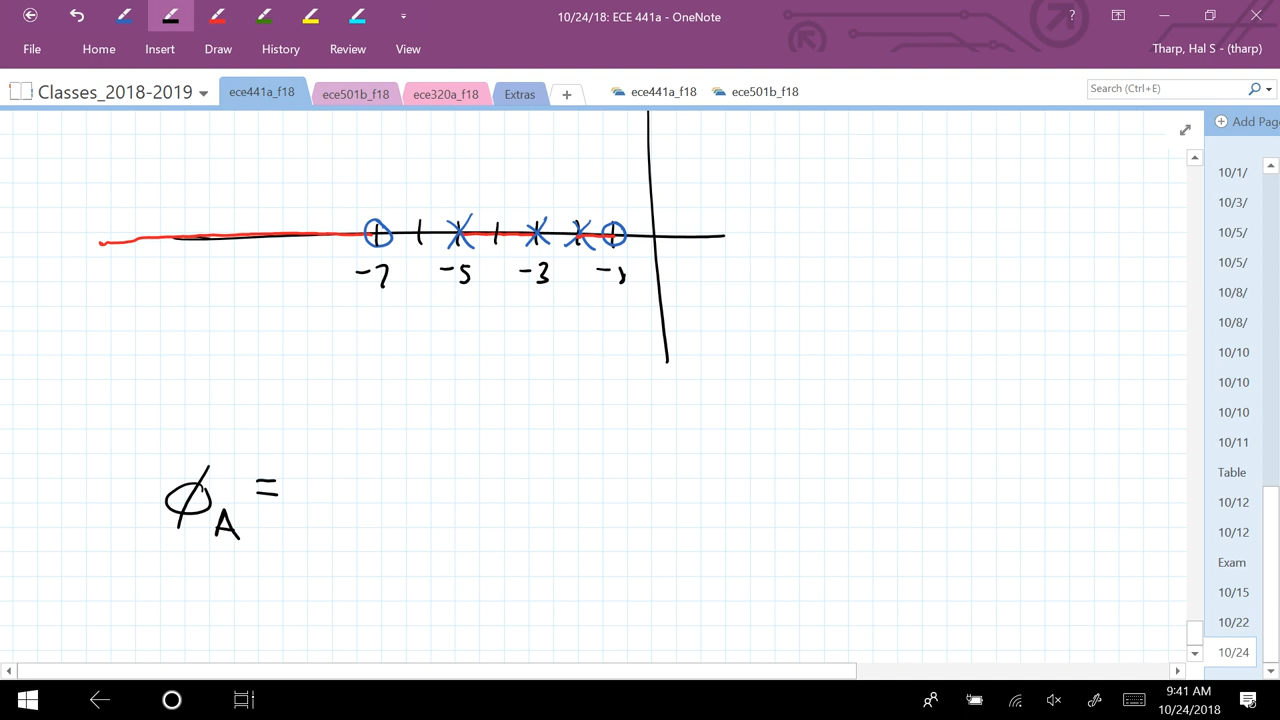 10/24/18: ECE 441a - OneNote
?
Tharp, Hal S - (tharp)
File Home Insert Draw History Review View
Classes_2018-2019
ece441a_f18 ece501b_f18 ece320a_f18 Extras + ece441a_f18 ece501b_f18
Search (Ctrl+E)
Add Pag
10/1/
10/3/
10/5/
10/5/
10/8/
10/8/
10/10
10/10
10/10
10/11
Table
10/12
10/12
Exam
10/15
10/22
10/24
-7 -5 -3 -1
ϕ_A =
9:41 AM
10/24/2018